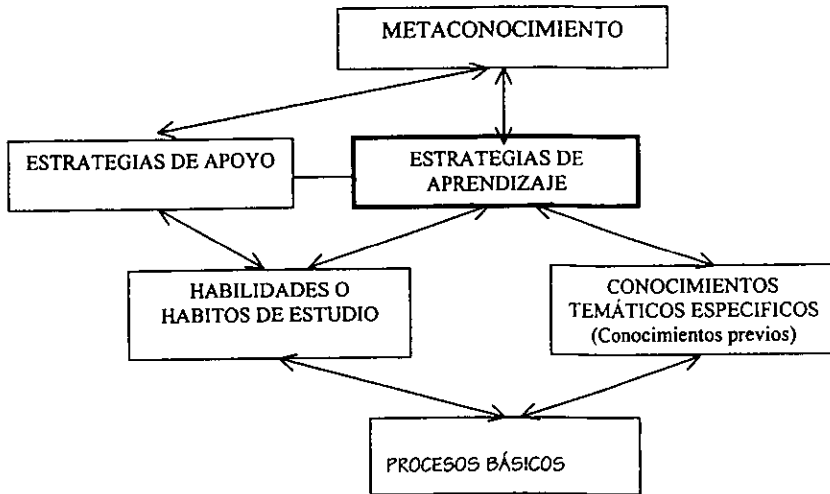 METACONOCIMIENTO
ESTRATEGIAS DE APOYO
ESTRATEGIAS DE
APRENDIZAJE
HABILIDADES O
HABITOS DE ESTUDIO
CONOCIMIENTOS
TEMÁTICOS ESPECIFICOS
(Conocimientos previos)
PROCESOS BÁSICOS